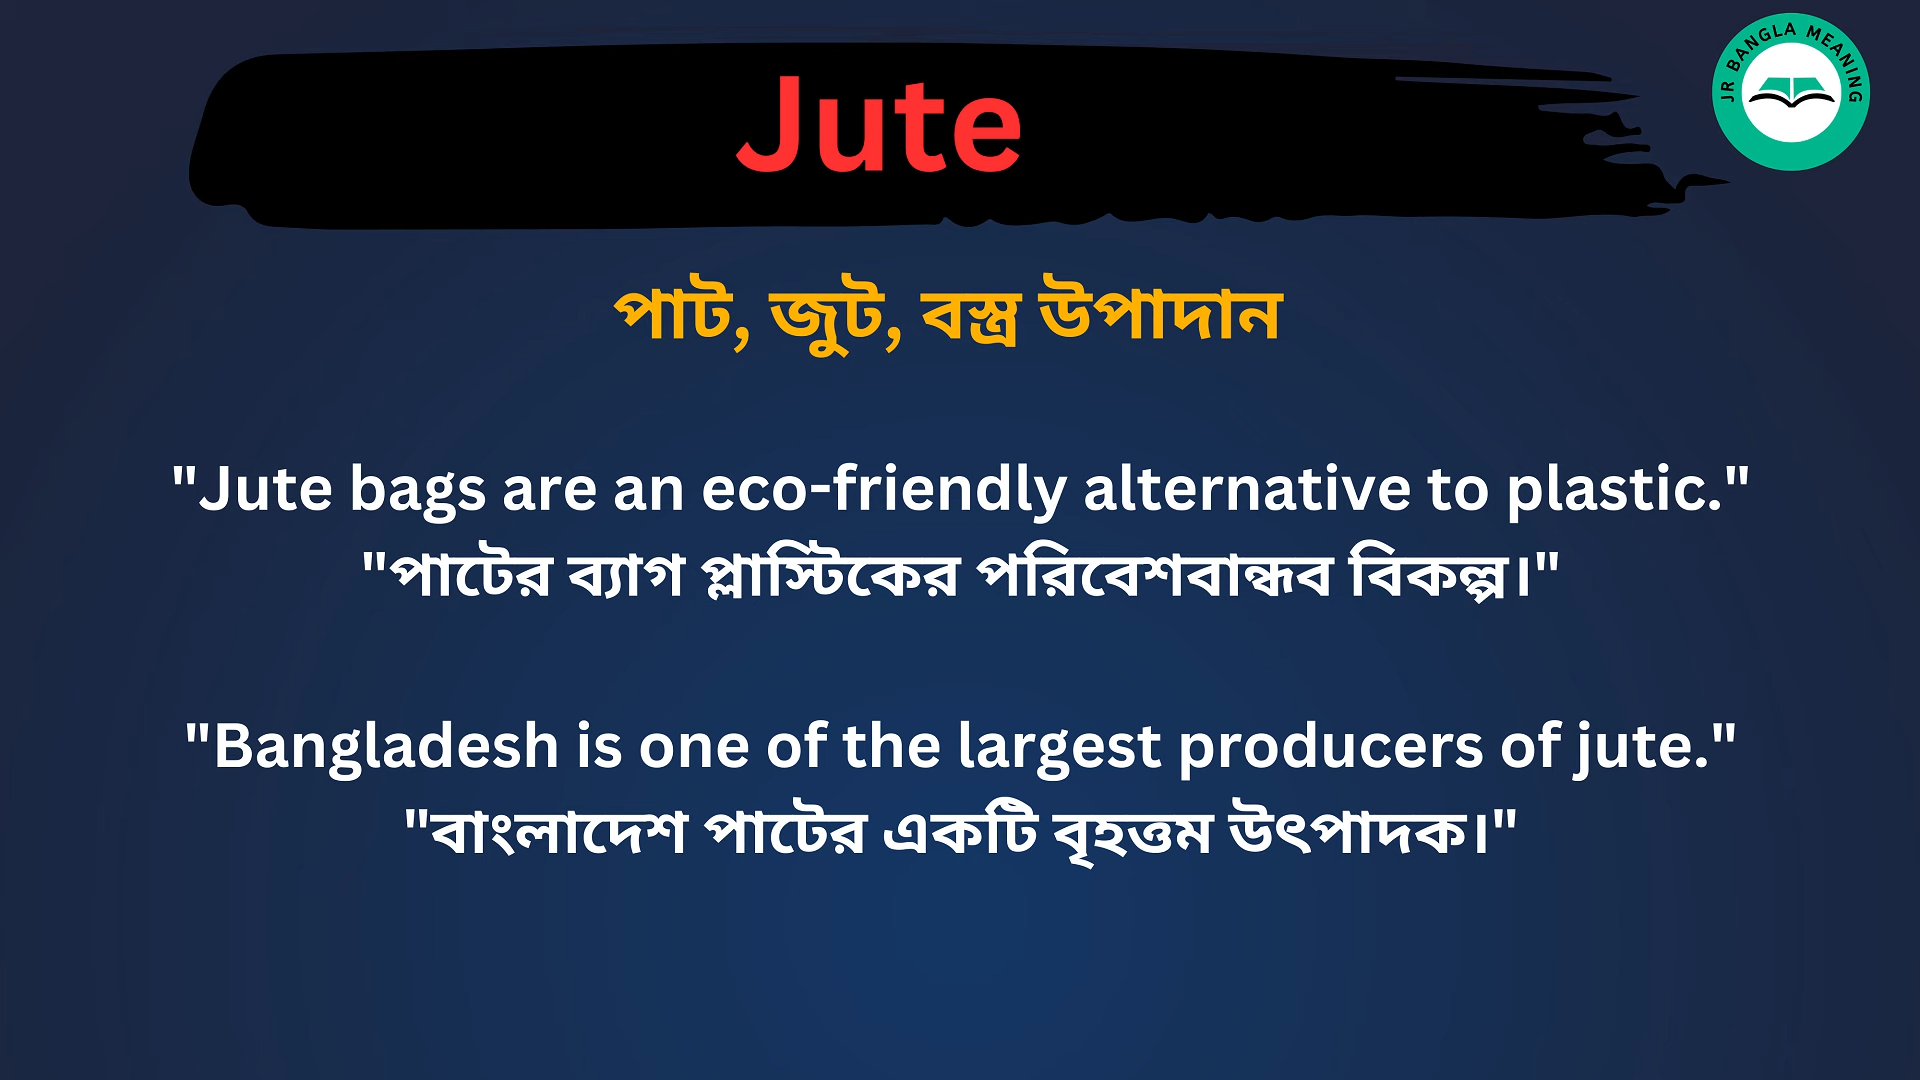 JR BANGLA MEANING
Jute
পাট, জুট, বস্ত্র উপাদান
"Jute bags are an eco-friendly alternative to plastic."
"পাটের ব্যাগ প্লাস্টিকের পরিবেশবান্ধব বিকল্প।"
"Bangladesh is one of the largest producers of jute."
"বাংলাদেশ পাটের একটি বৃহত্তম উৎপাদক।"